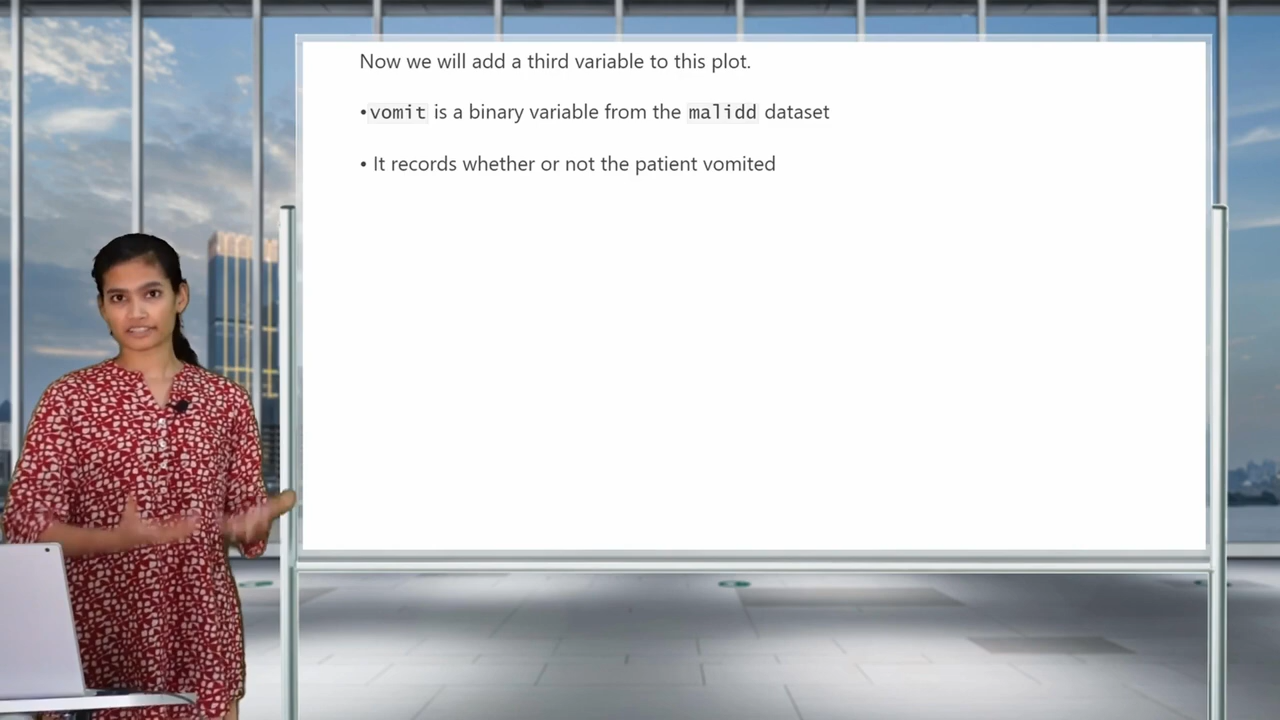 Now we will add a third variable to this plot.
•vomit is a binary variable from the malidd dataset
• It records whether or not the patient vomited